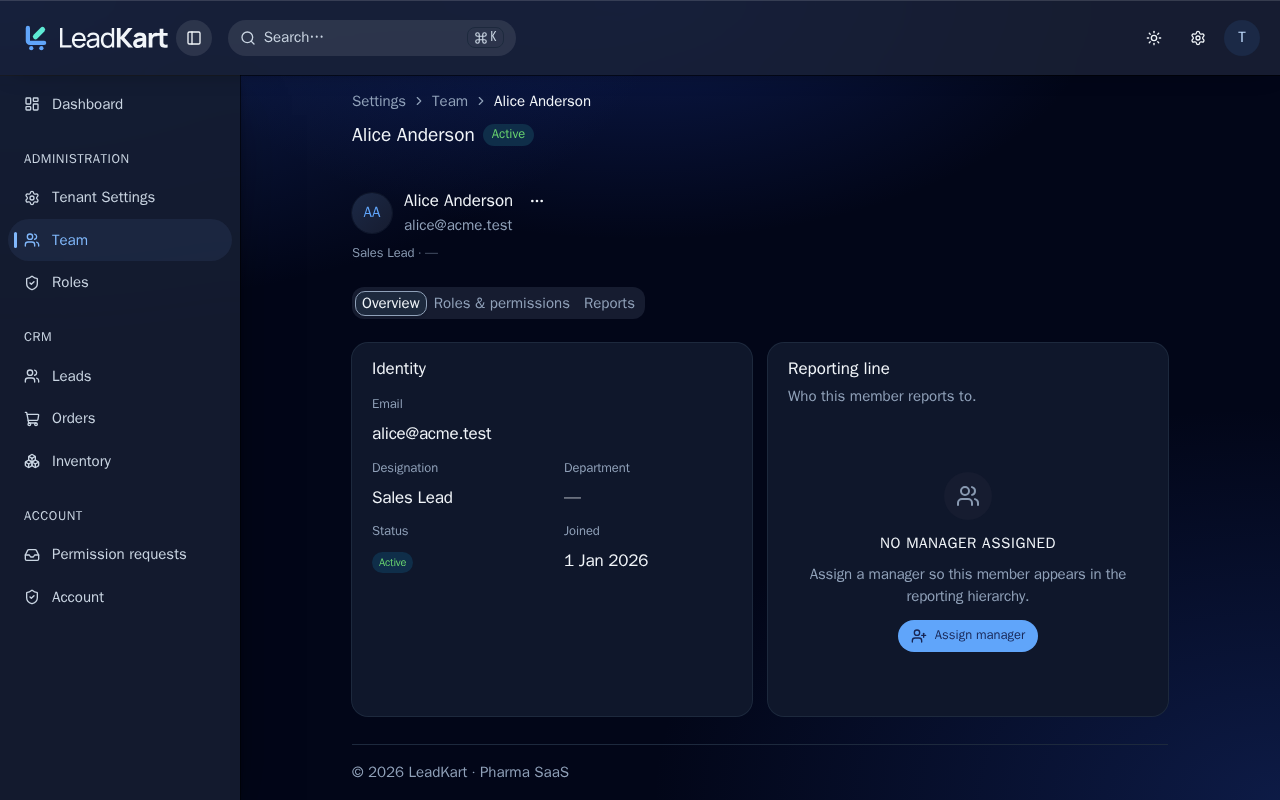 LeadKart
Search…
⌘K
T
Dashboard
ADMINISTRATION
Tenant Settings
Team
Roles
CRM
Leads
Orders
Inventory
ACCOUNT
Permission requests
Account
Settings > Team > Alice Anderson
Alice Anderson Active
AA
Alice Anderson
alice@acme.test
Sales Lead · —
Overview Roles & permissions Reports
Identity
Email
alice@acme.test
Designation Department
Sales Lead —
Status Joined
Active 1 Jan 2026
Reporting line
Who this member reports to.
NO MANAGER ASSIGNED
Assign a manager so this member appears in the
reporting hierarchy.
Assign manager
© 2026 LeadKart · Pharma SaaS